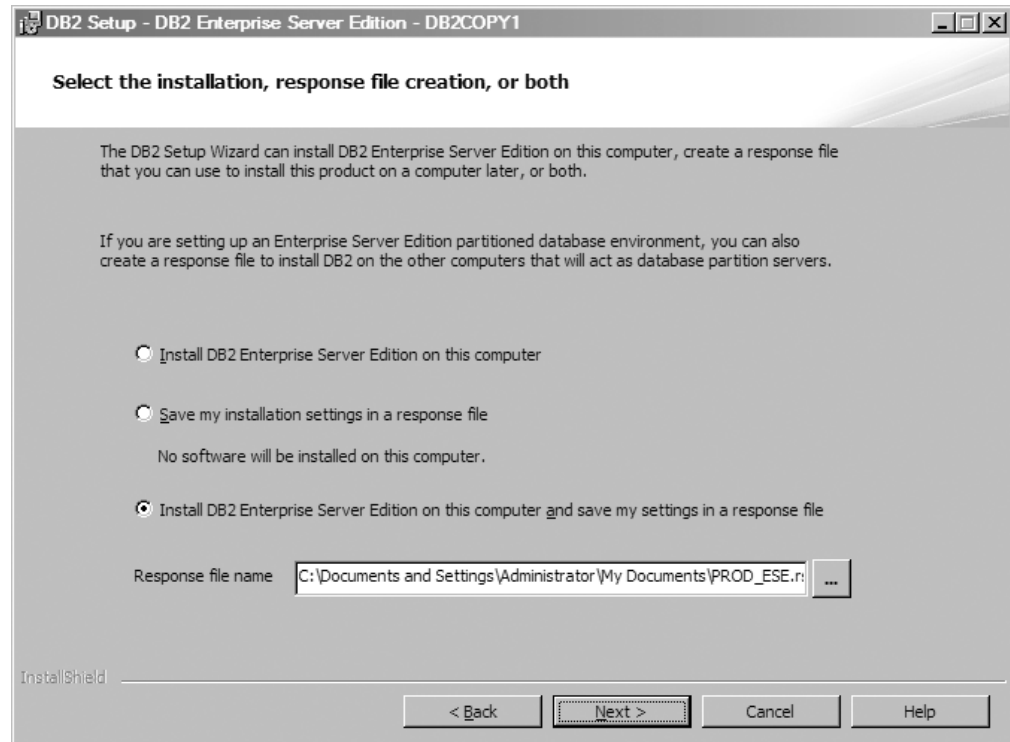 DB2 Setup - DB2 Enterprise Server Edition - DB2COPY1
Select the installation, response file creation, or both
The DB2 Setup Wizard can install DB2 Enterprise Server Edition on this computer, create a response file
that you can use to install this product on a computer later, or both.
If you are setting up an Enterprise Server Edition partitioned database environment, you can also
create a response file to install DB2 on the other computers that will act as database partition servers.
Install DB2 Enterprise Server Edition on this computer
Save my installation settings in a response file
No software will be installed on this computer.
Install DB2 Enterprise Server Edition on this computer and save my settings in a response file
Response file name C:\Documents and Settings\Administrator\My Documents\PROD_ESE.r ...
InstallShield
< Back Next > Cancel Help